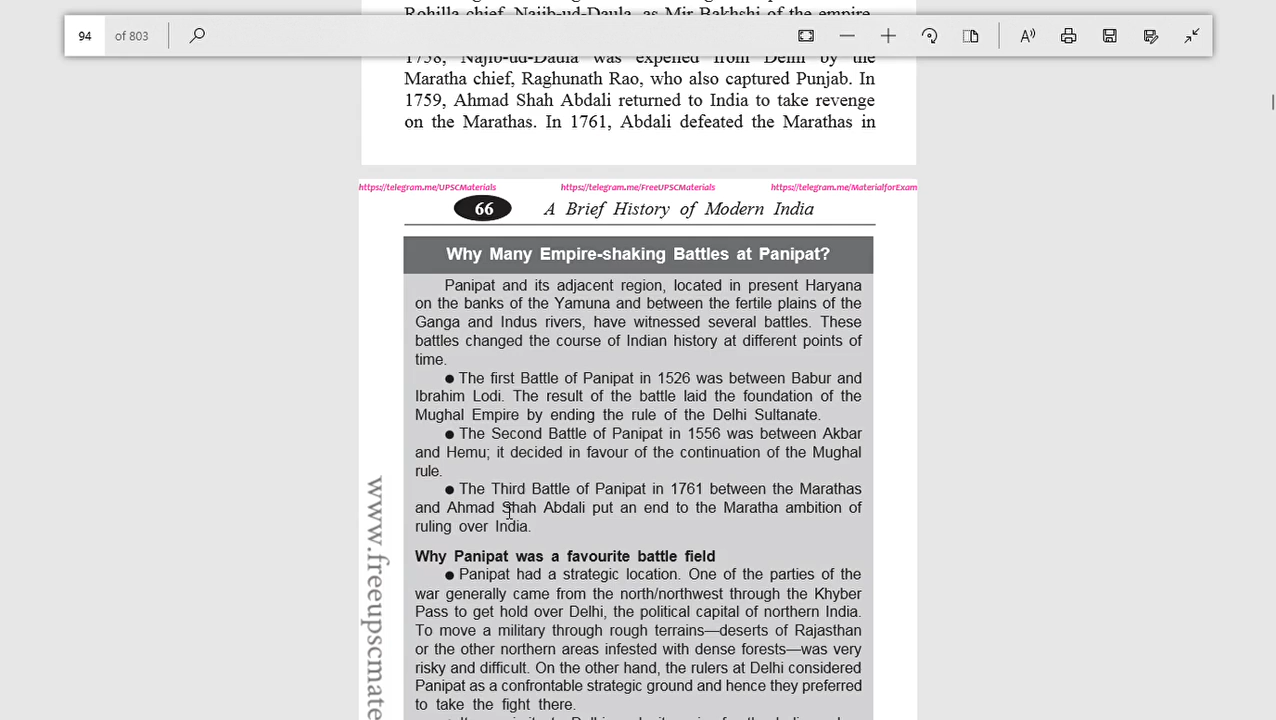 Rohilla chief, Najib-ud-Daula, as Mir Bakhshi of the empire.
94 of 803
1758, Najib-ud-Daula was expelled from Delhi by the
Maratha chief, Raghunath Rao, who also captured Punjab. In
1759, Ahmad Shah Abdali returned to India to take revenge
on the Marathas. In 1761, Abdali defeated the Marathas in
https://telegram.me/UPSCMaterials https://telegram.me/FreeUPSCMaterials https://telegram.me/MaterialforExam
66 A Brief History of Modern India
Why Many Empire-shaking Battles at Panipat?
Panipat and its adjacent region, located in present Haryana
on the banks of the Yamuna and between the fertile plains of the
Ganga and Indus rivers, have witnessed several battles. These
battles changed the course of Indian history at different points of
time.
● The first Battle of Panipat in 1526 was between Babur and
Ibrahim Lodi. The result of the battle laid the foundation of the
Mughal Empire by ending the rule of the Delhi Sultanate.
● The Second Battle of Panipat in 1556 was between Akbar
and Hemu; it decided in favour of the continuation of the Mughal
rule.
● The Third Battle of Panipat in 1761 between the Marathas
and Ahmad Shah Abdali put an end to the Maratha ambition of
ruling over India.
Why Panipat was a favourite battle field
● Panipat had a strategic location. One of the parties of the
war generally came from the north/northwest through the Khyber
Pass to get hold over Delhi, the political capital of northern India.
To move a military through rough terrains—deserts of Rajasthan
or the other northern areas infested with dense forests—was very
risky and difficult. On the other hand, the rulers at Delhi considered
Panipat as a confrontable strategic ground and hence they preferred
to take the fight there.
www.freeupscmate